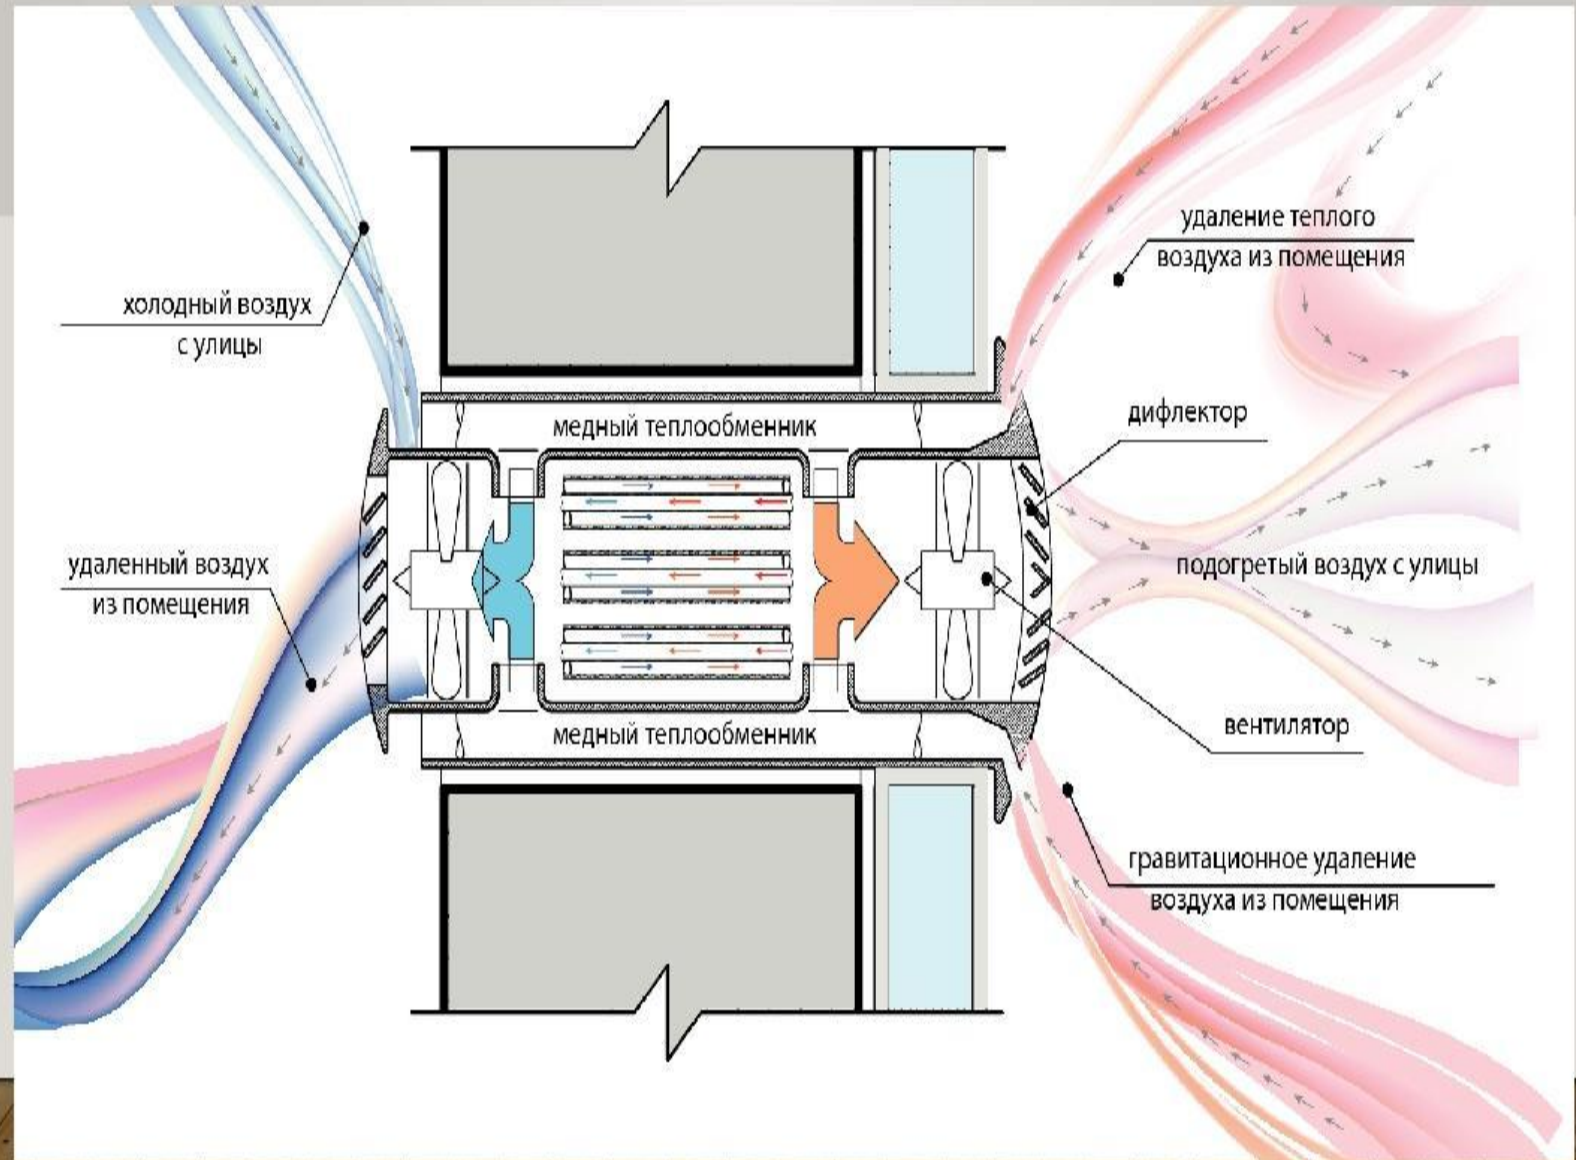 удаление теплого
воздуха из помещения
холодный воздух
с улицы
дифлектор
медный теплообменник
удаленный воздух
из помещения
подогретый воздух с улицы
вентилятор
медный теплообменник
гравитационное удаление
воздуха из помещения